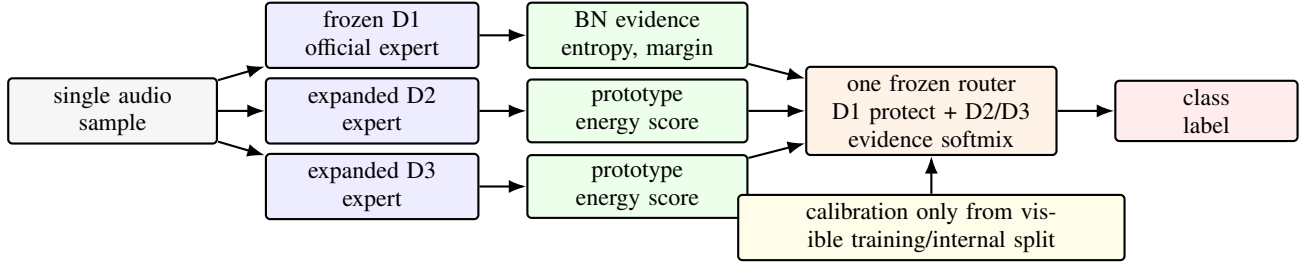 single audio
sample
frozen D1
official expert
expanded D2
expert
expanded D3
expert
BN evidence
entropy, margin
prototype
energy score
prototype
energy score
one frozen router
D1 protect + D2/D3
evidence softmix
calibration only from vis-
ible training/internal split
class
label